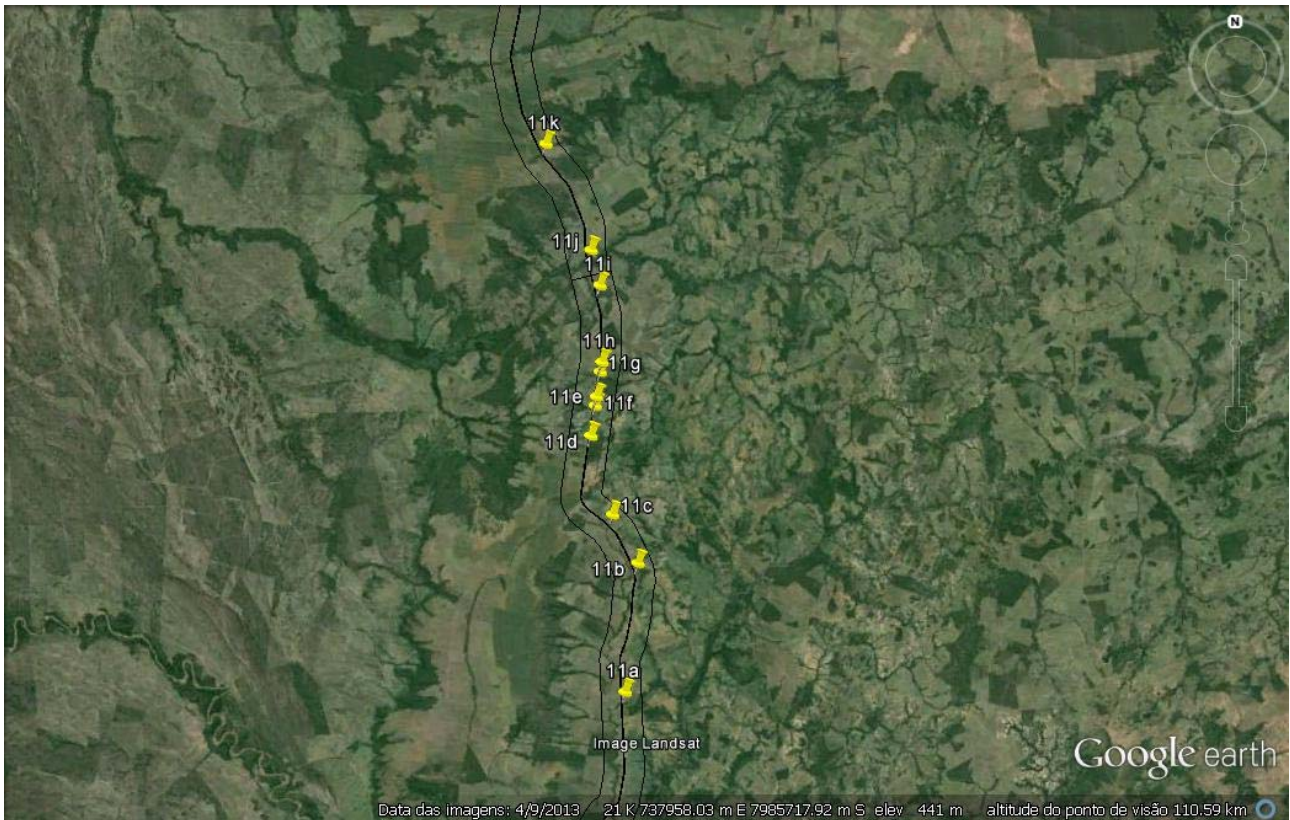 N
11k
11j
11i
11h
11g
11e
11f
11d
11c
11b
11a
Image Landsat
Google earth
Data das imagens: 4/9/2013 21 K 737958.03 m E 7985717.92 m S elev 441 m altitude do ponto de visão 110.59 km